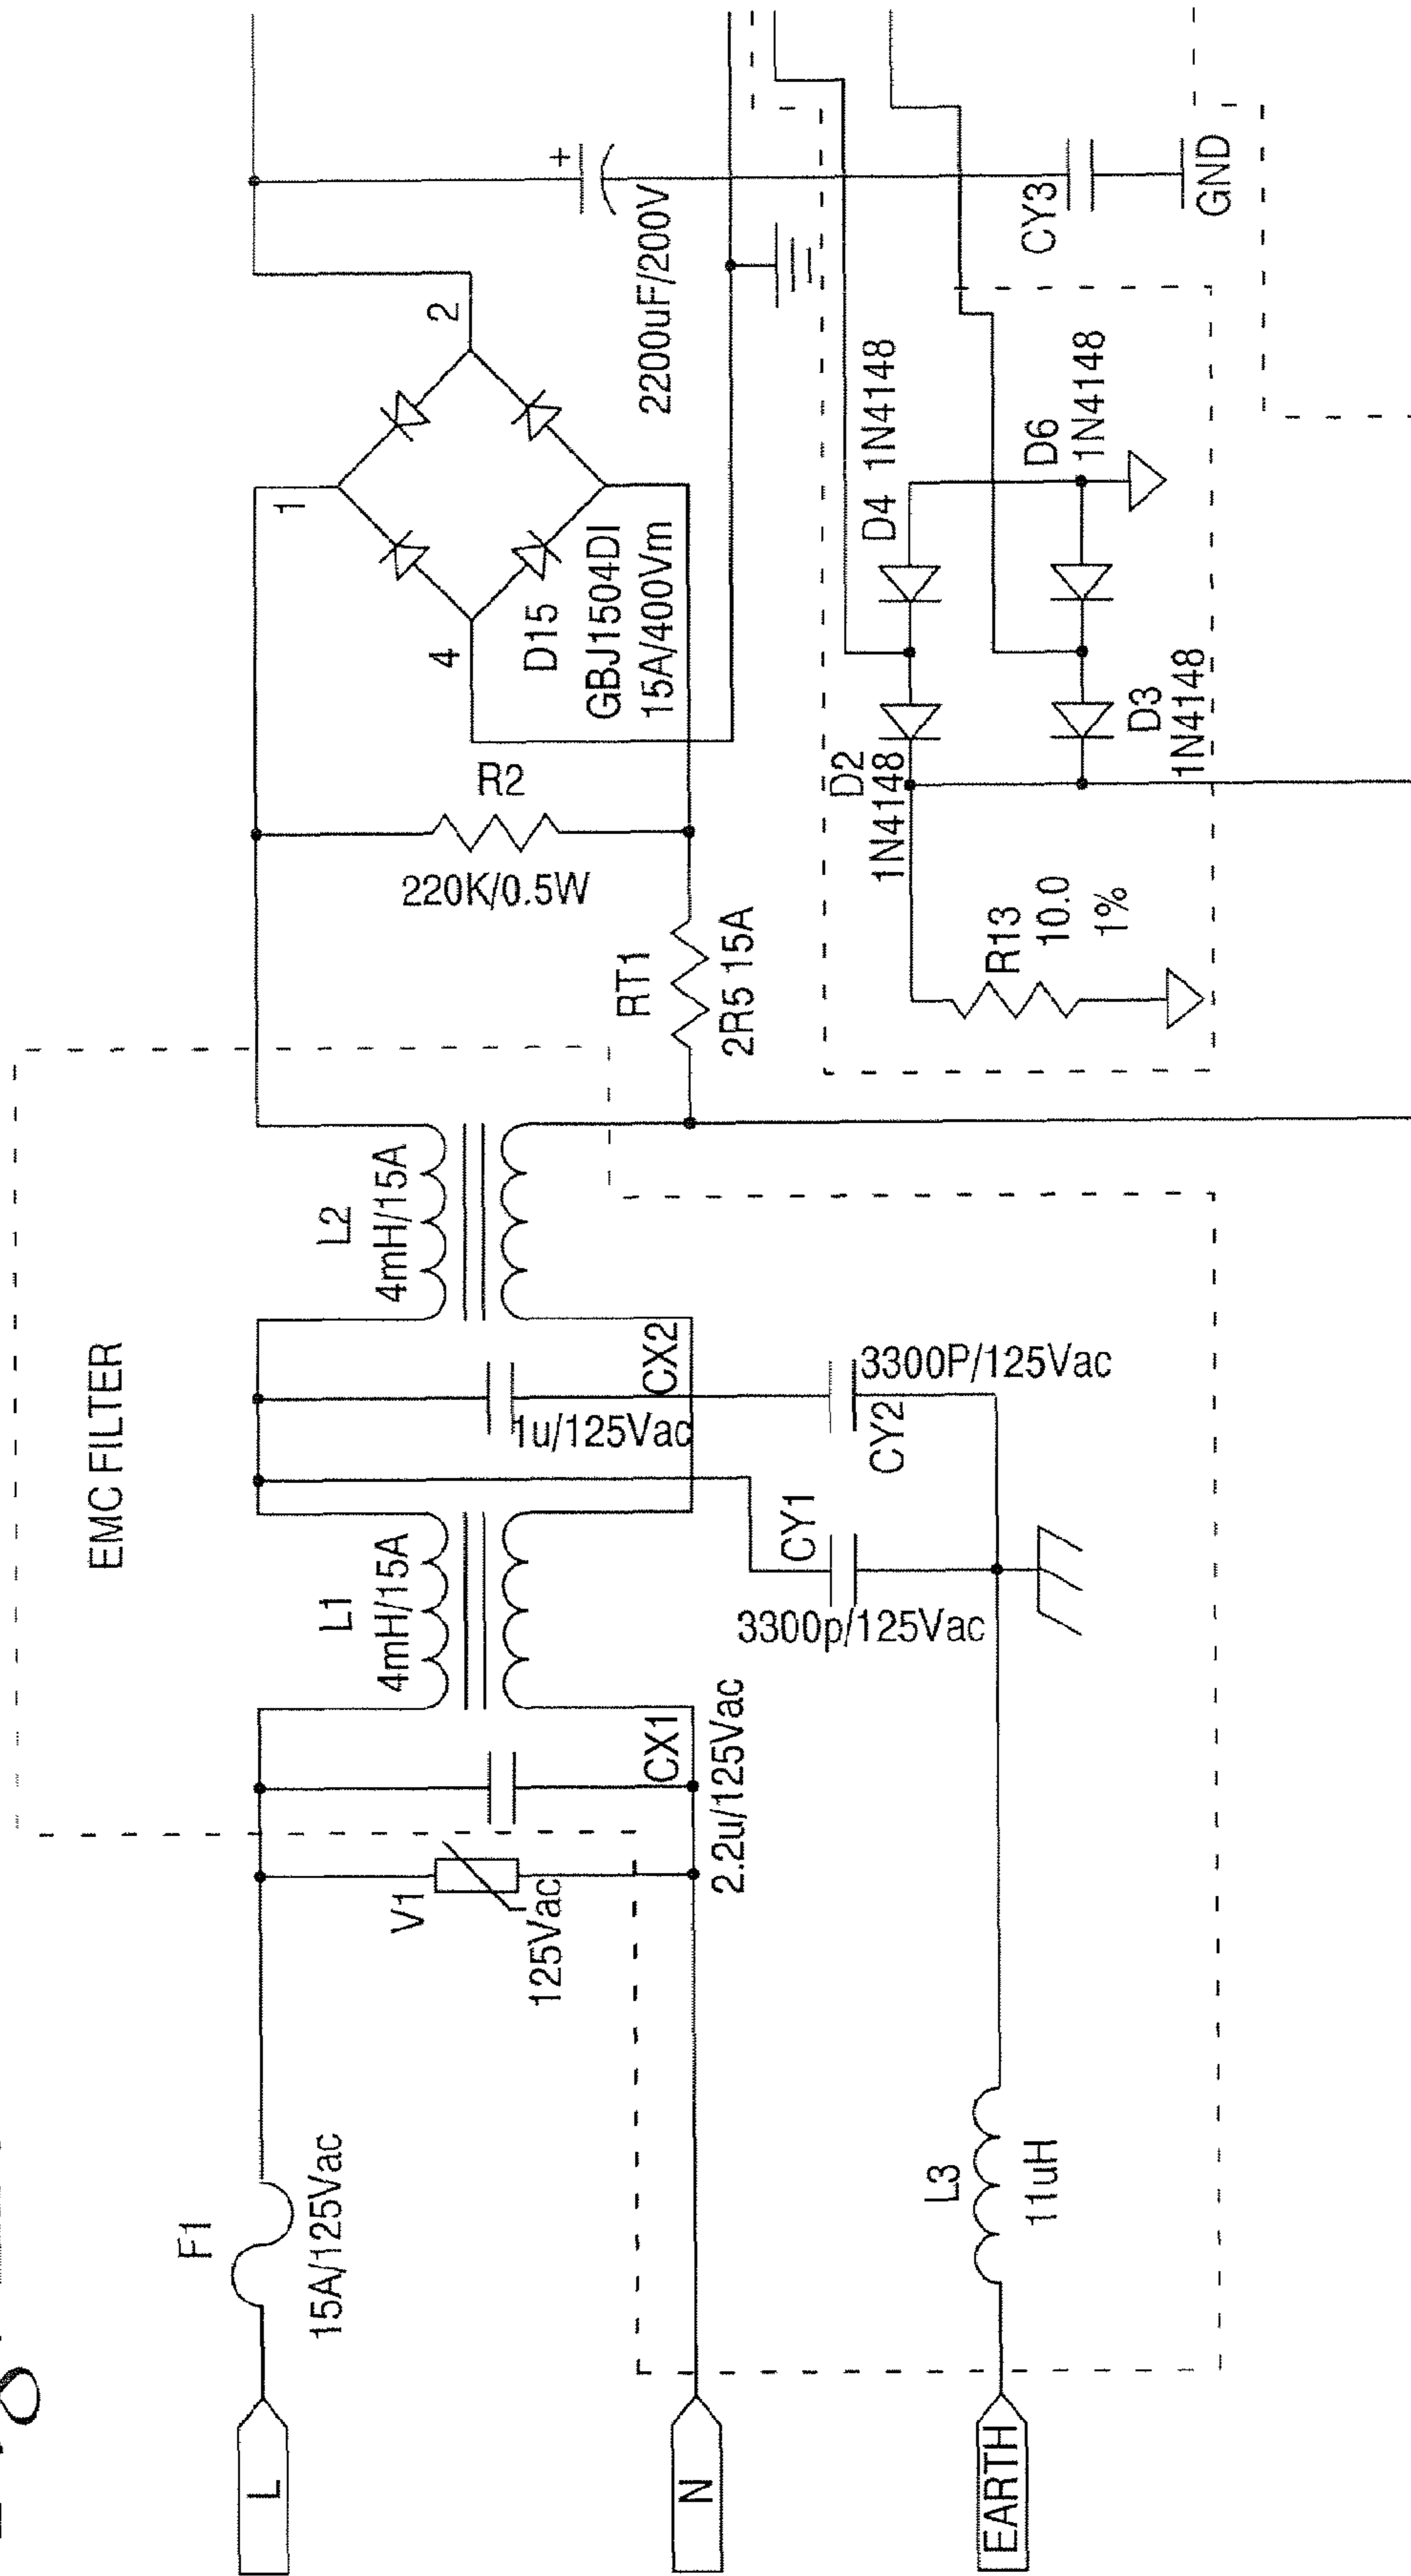 EMC FILTER
L
F1
15A/125Vac
V1
125Vac
CX1
2.2u/125Vac
L1
4mH/15A
CX2
1u/125Vac
L2
4mH/15A
CY1
3300p/125Vac
CY2
3300P/125Vac
N
EARTH
L3
11uH
RT1
2R5 15A
R2
220K/0.5W
1
2
4
D15
GBJ1504DI
15A/400Vm
+
2200uF/200V
CY3
GND
D4 1N4148
D6
1N4148
D2
1N4148
D3
1N4148
R13
10.0
1%